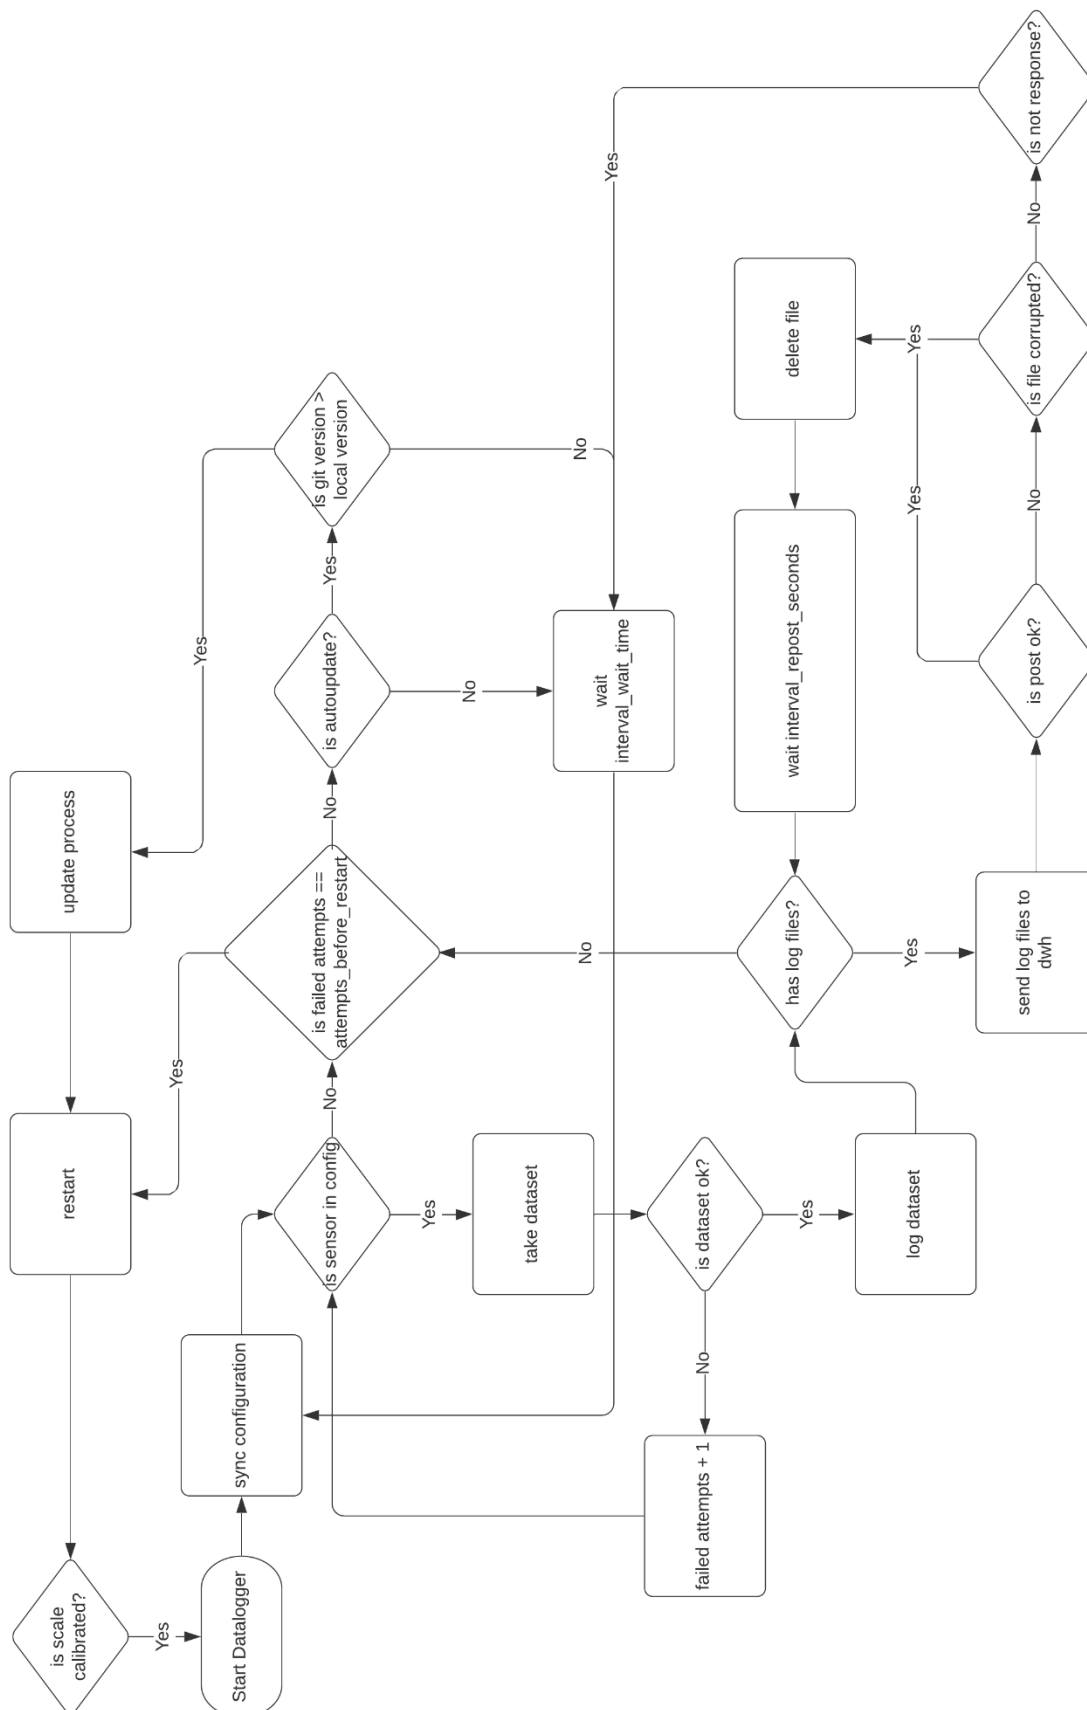 is scale
calibrated?
Yes
Start Datalogger
restart
update process
sync configuration
Yes
Yes
is sensor in config
No
is failed attempts ==
attempts_before_restart
No
is autoupdate?
Yes
is git version >
local version
Yes
No
No
take dataset
wait
interval_wait_time
Yes
failed attempts + 1
No
is dataset ok?
Yes
No
log dataset
has log files?
wait interval_repost_seconds
delete file
Yes
Yes
Yes
send log files to
dwh
is post ok?
No
is file corrupted?
No
is not response?